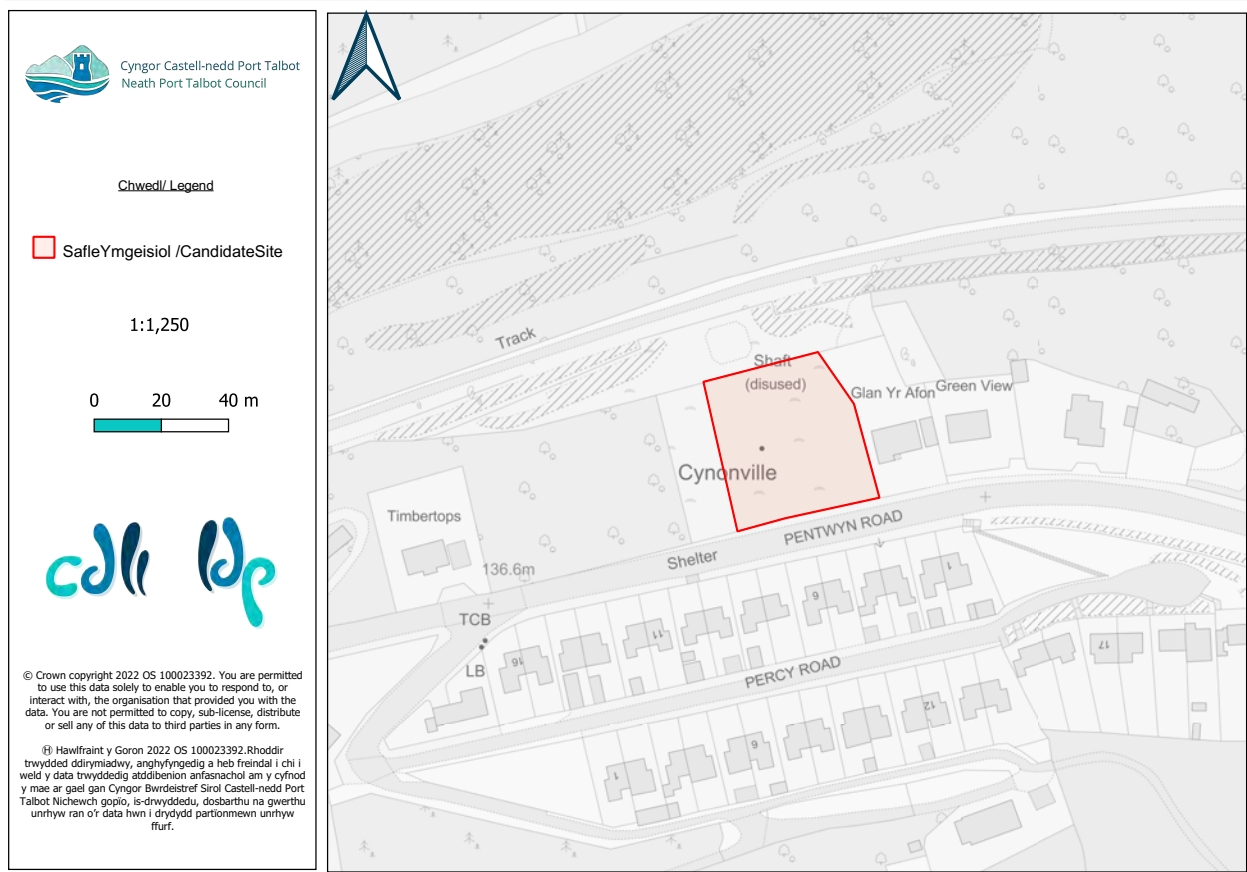 Cyngor Castell-nedd Port Talbot
Neath Port Talbot Council
Chwedl/ Legend
SafleYmgeisiol /CandidateSite
1:1,250
0 20 40 m
cdll ldp
© Crown copyright 2022 OS 100023392. You are permitted
to use this data solely to enable you to respond to, or
interact with, the organisation that provided you with the
data. You are not permitted to copy, sub-license, distribute
or sell any of this data to third parties in any form.
Ⓗ Hawlfraint y Goron 2022 OS 100023392.Rhoddir
trwydded ddirymiadwy, anghyfyngedig a heb freindal i chi i
weld y data trwyddedig atddibenion anfasnachol am y cyfnod
y mae ar gael gan Cyngor Bwrdeistref Sirol Castell-nedd Port
Talbot Nichewch gopïo, is-drwyddedu, dosbarthu na gwerthu
unrhyw ran o'r data hwn i drydydd partïonmewn unrhyw
ffurf.
Track
Shaft
(disused)
Glan Yr Afon
Green View
Cynonville
Timbertops
PENTWYN ROAD
Shelter
136.6m
1
6
11
16
TCB
LB
PERCY ROAD
17
12
6
1